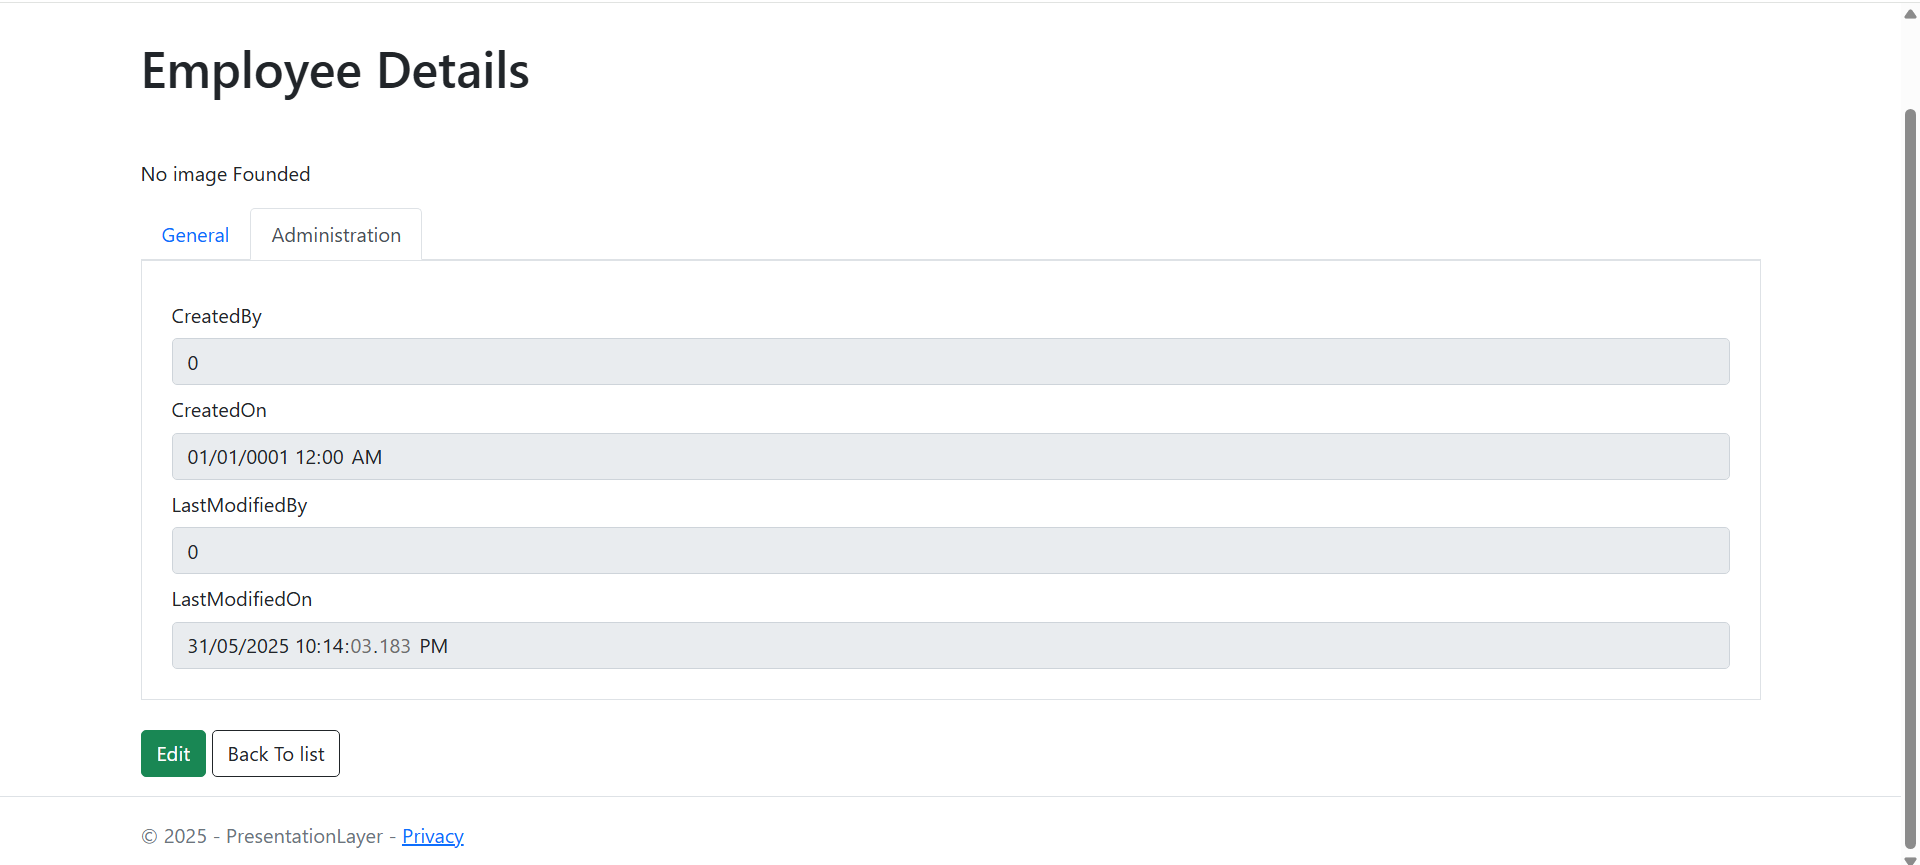 Employee Details
No image Founded
General Administration
CreatedBy
0
CreatedOn
01/01/0001 12:00 AM
LastModifiedBy
0
LastModifiedOn
31/05/2025 10:14:03.183 PM
Edit Back To list
© 2025 - PresentationLayer - Privacy